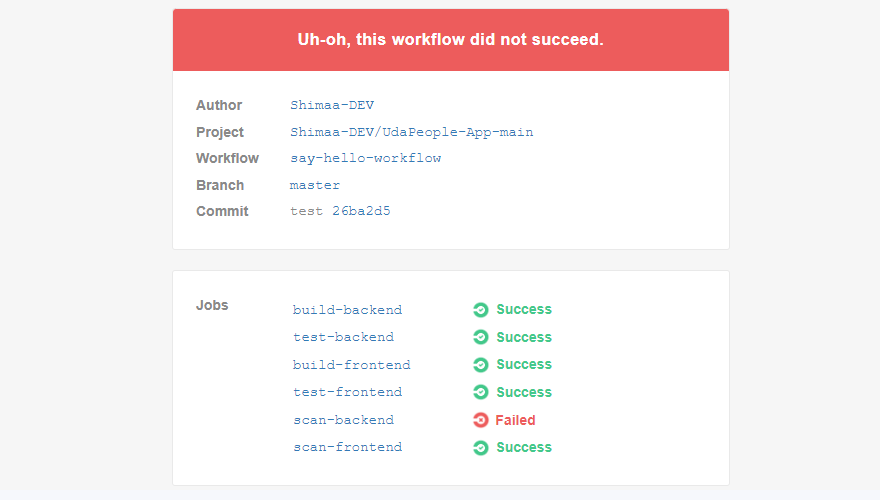 Uh-oh, this workflow did not succeed.
Author Shimaa-DEV
Project Shimaa-DEV/UdaPeople-App-main
Workflow say-hello-workflow
Branch master
Commit test 26ba2d5
Jobs
build-backend Success
test-backend Success
build-frontend Success
test-frontend Success
scan-backend Failed
scan-frontend Success